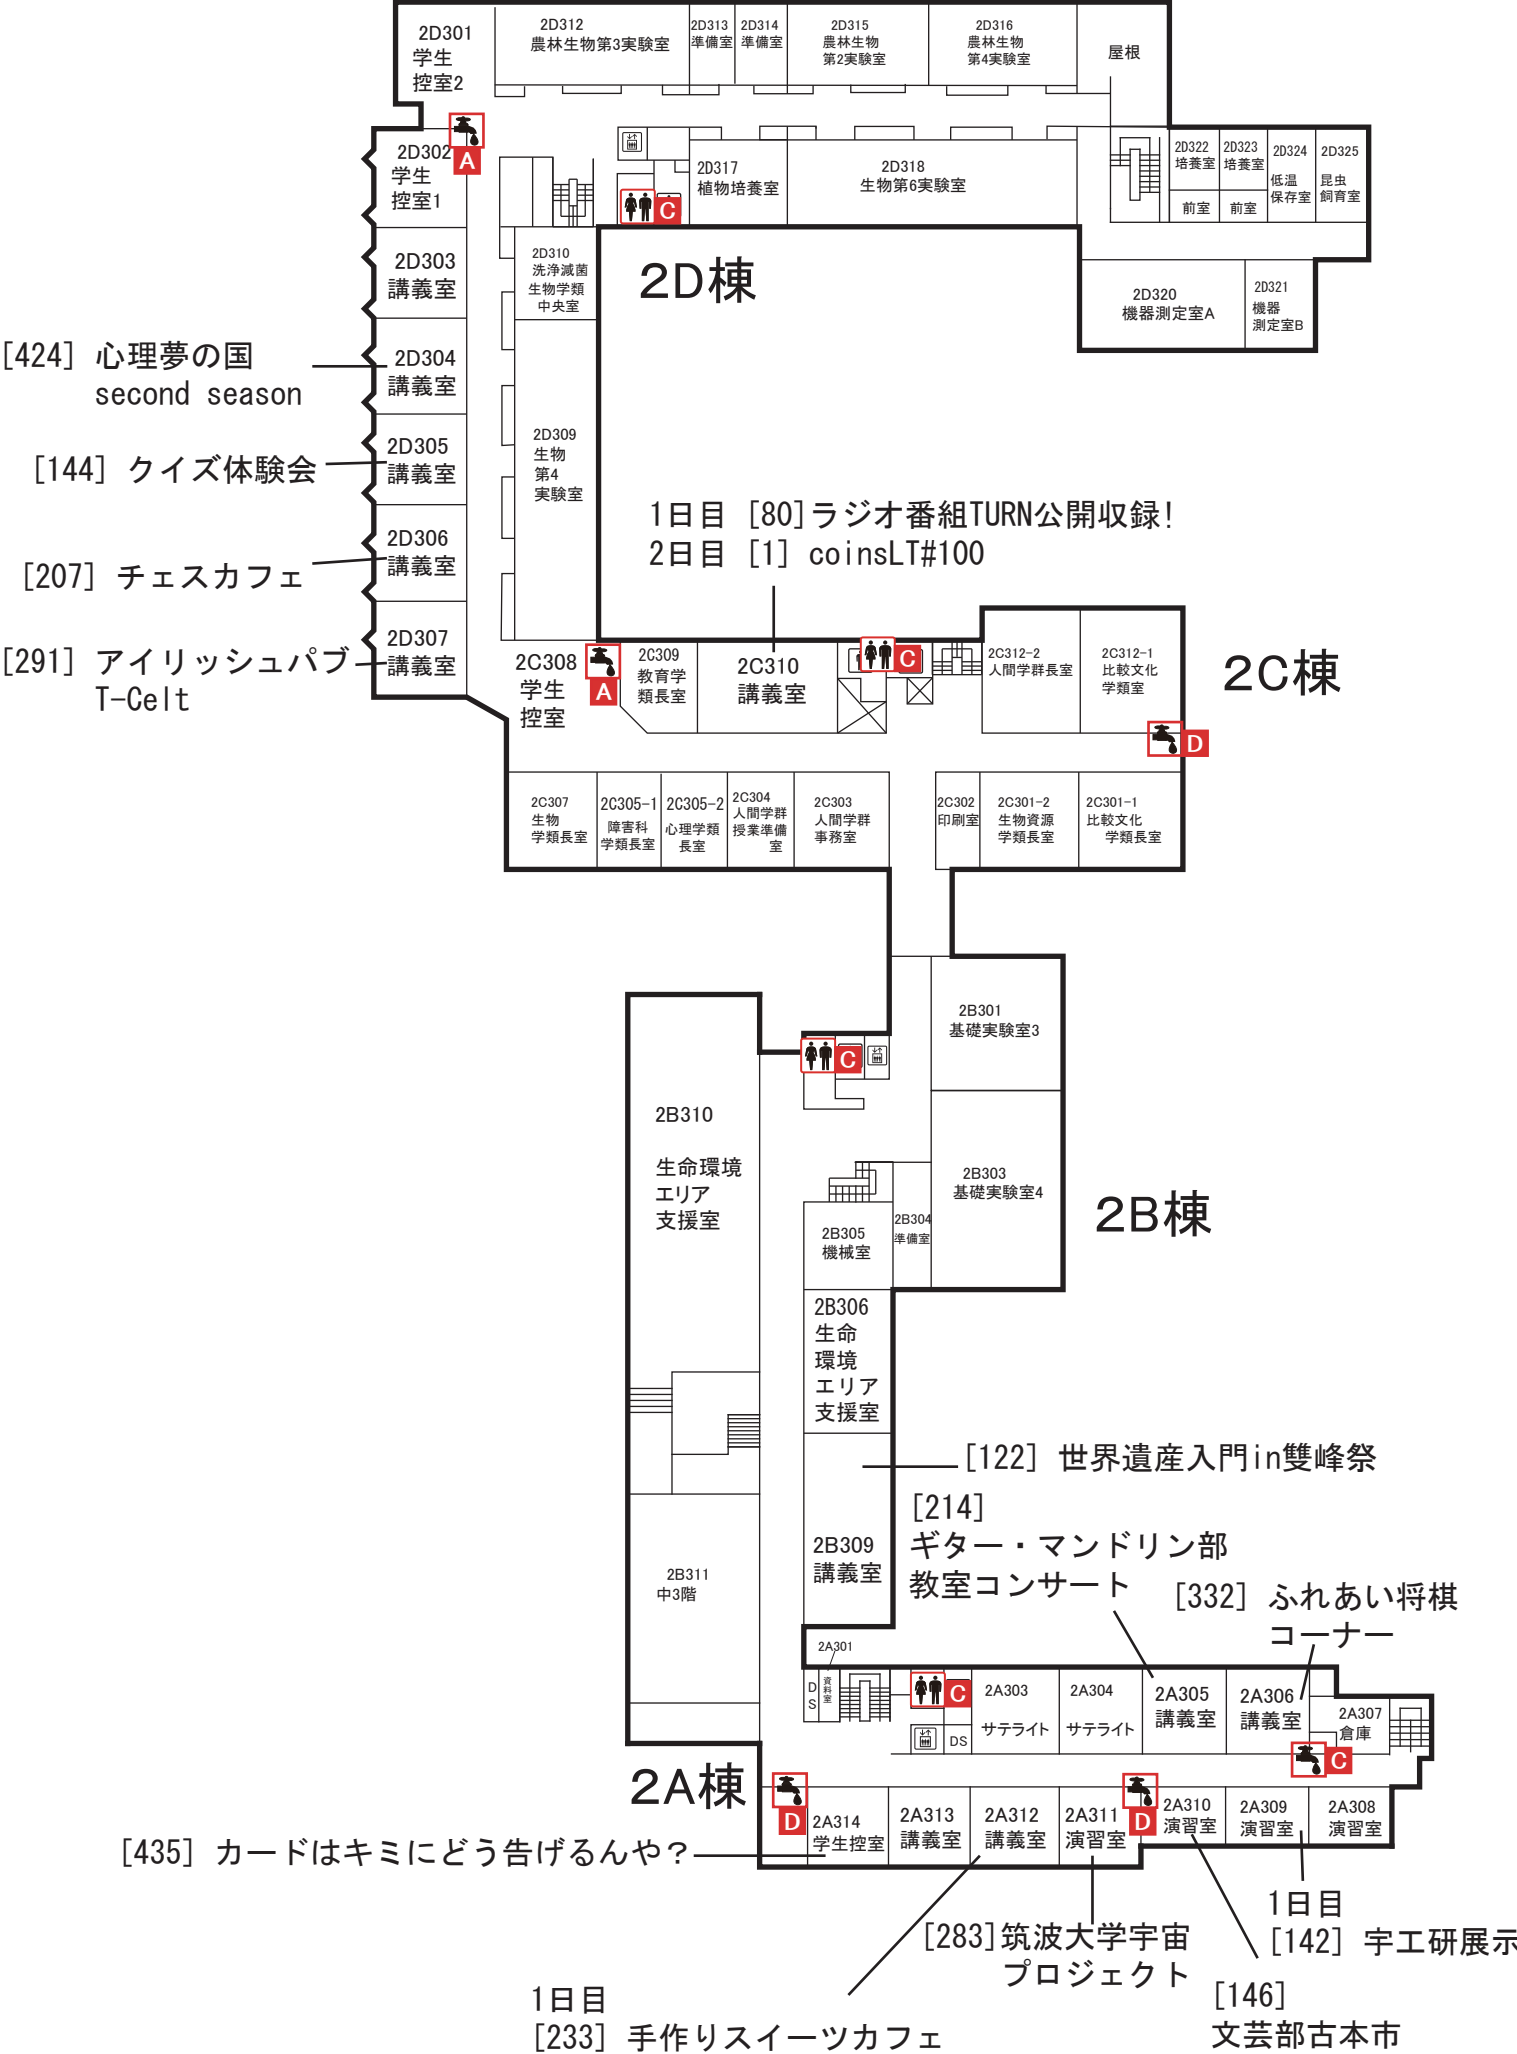 2D301
学生
控室2
2D312
農林生物第3実験室
2D313
準備室
2D314
準備室
2D315
農林生物
第2実験室
2D316
農林生物
第4実験室
屋根
2D302
学生
控室1
A
2D317
植物培養室
C
2D318
生物第6実験室
2D322
培養室
前室
2D323
培養室
前室
2D324
低温
保存室
2D325
昆虫
飼育室
2D303
講義室
2D310
洗浄減菌
生物学類
中央室
2D棟
2D320
機器測定室A
2D321
機器
測定室B
[424] 心理夢の国
second season
2D304
講義室
[144] クイズ体験会
2D305
講義室
2D309
生物
第4
実験室
[207] チェスカフェ
2D306
講義室
1日目 [80]ラジオ番組TURN公開収録!
2日目 [1] coinsLT#100
[291] アイリッシュパブ
T-Celt
2D307
講義室
2C308
学生
控室
A
2C309
教育学
類長室
2C310
講義室
C
2C312-2
人間学群長室
2C312-1
比較文化
学類室
2C棟
D
2C307
生物
学類長室
2C305-1
障害科
学類長室
2C305-2
心理学類
長室
2C304
人間学群
授業準備
室
2C303
人間学群
事務室
2C302
印刷室
2C301-2
生物資源
学類長室
2C301-1
比較文化
学類長室
2B301
基礎実験室3
C
2B310
生命環境
エリア
支援室
2B303
基礎実験室4
2B棟
2B304
準備室
2B305
機械室
2B306
生命
環境
エリア
支援室
[122] 世界遺産入門in雙峰祭
2B309
講義室
2B311
中3階
[214]
ギター・マンドリン部
教室コンサート
[332] ふれあい将棋
コーナー
2A301
資料室
DS
C
DS
2A303
サテライト
2A304
サテライト
2A305
講義室
2A306
講義室
2A307
倉庫
C
2A棟
D
2A314
学生控室
2A313
講義室
2A312
講義室
2A311
演習室
D
2A310
演習室
2A309
演習室
2A308
演習室
[435] カードはキミにどう告げるんや?
[283]筑波大学宇宙
プロジェクト
1日目
[142] 宇工研展示
1日目
[233] 手作りスイーツカフェ
[146]
文芸部古本市